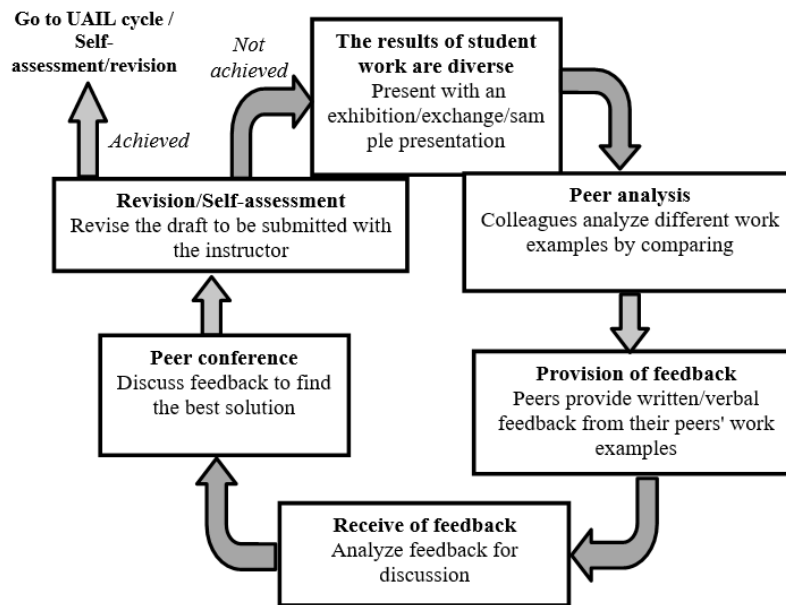 Go to UAIL cycle /
Self-
assessment/revision
Not
achieved
Achieved
The results of student
work are diverse
Present with an
exhibition/exchange/sam
ple presentation
Peer analysis
Colleagues analyze different work
examples by comparing
Provision of feedback
Peers provide written/verbal
feedback from their peers' work
examples
Receive of feedback
Analyze feedback for
discussion
Peer conference
Discuss feedback to find
the best solution
Revision/Self-assessment
Revise the draft to be submitted with
the instructor